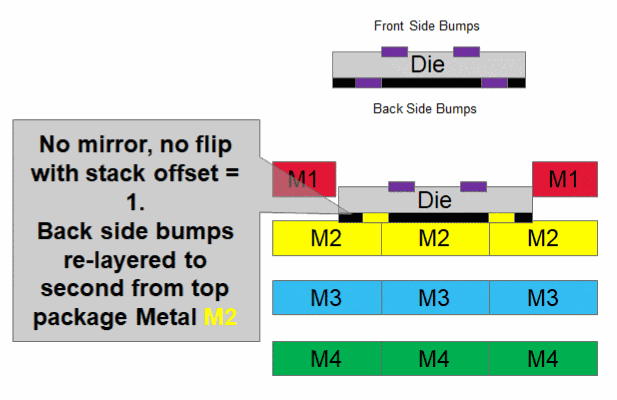 Front Side Bumps
Die
Back Side Bumps
No mirror, no flip
with stack offset =
1.
Back side bumps
re-layered to
second from top
package Metal M2
M1 M1
Die
M2 M2 M2
M3 M3 M3
M4 M4 M4